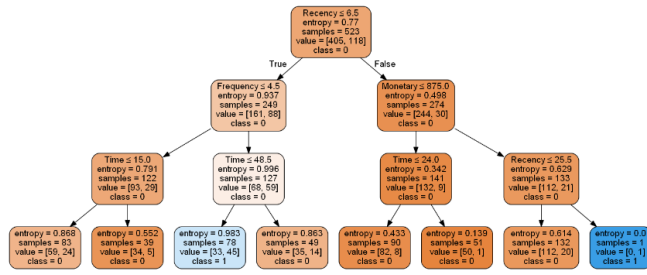 Recency ≤ 6.5
entropy = 0.77
samples = 523
value = [405, 118]
class = 0
True
False
Frequency ≤ 4.5
entropy = 0.937
samples = 249
value = [161, 88]
class = 0
Monetary ≤ 875.0
entropy = 0.498
samples = 274
value = [244, 30]
class = 0
Time ≤ 15.0
entropy = 0.791
samples = 122
value = [93, 29]
class = 0
Time ≤ 48.5
entropy = 0.996
samples = 127
value = [68, 59]
class = 0
Time ≤ 24.0
entropy = 0.342
samples = 141
value = [132, 9]
class = 0
Recency ≤ 25.5
entropy = 0.629
samples = 133
value = [112, 21]
class = 0
entropy = 0.868
samples = 83
value = [59, 24]
class = 0
entropy = 0.552
samples = 39
value = [34, 5]
class = 0
entropy = 0.983
samples = 78
value = [33, 45]
class = 1
entropy = 0.863
samples = 49
value = [35, 14]
class = 0
entropy = 0.433
samples = 90
value = [82, 8]
class = 0
entropy = 0.139
samples = 51
value = [50, 1]
class = 0
entropy = 0.614
samples = 132
value = [112, 20]
class = 0
entropy = 0.0
samples = 1
value = [0, 1]
class = 1